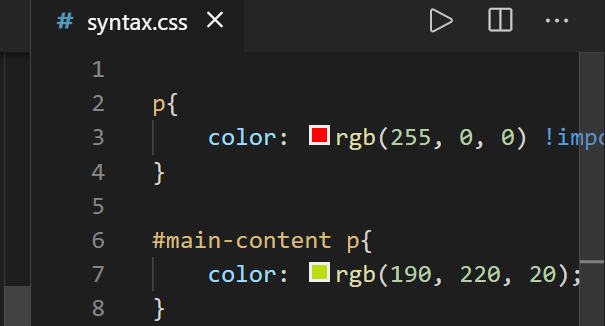 # syntax.css
1
2 p{
3 color: rgb(255, 0, 0) !impo
4 }
5
6 #main-content p{
7 color: rgb(190, 220, 20);
8 }